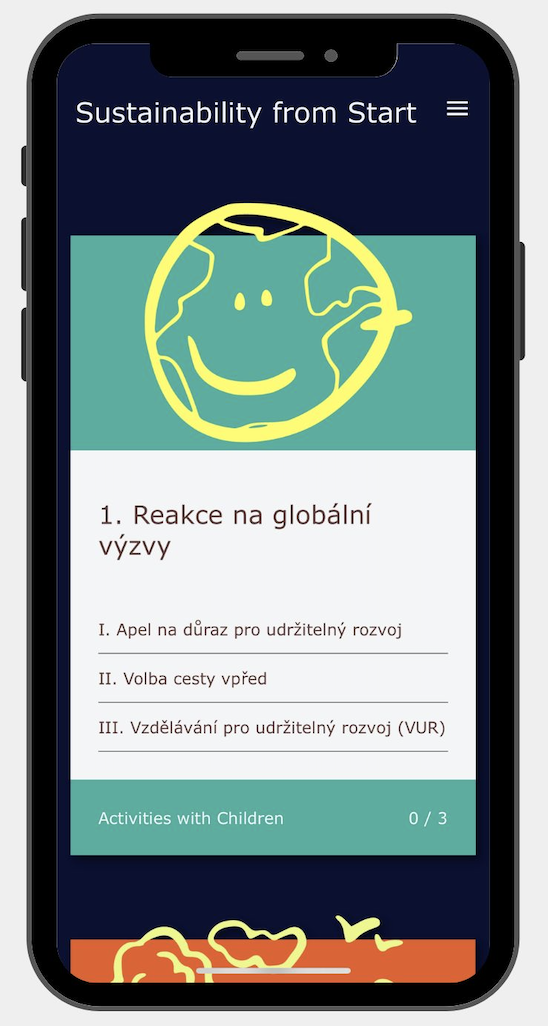 Sustainability from Start
1. Reakce na globální
výzvy
I. Apel na důraz pro udržitelný rozvoj
II. Volba cesty vpřed
III. Vzdělávání pro udržitelný rozvoj (VUR)
Activities with Children 0 / 3